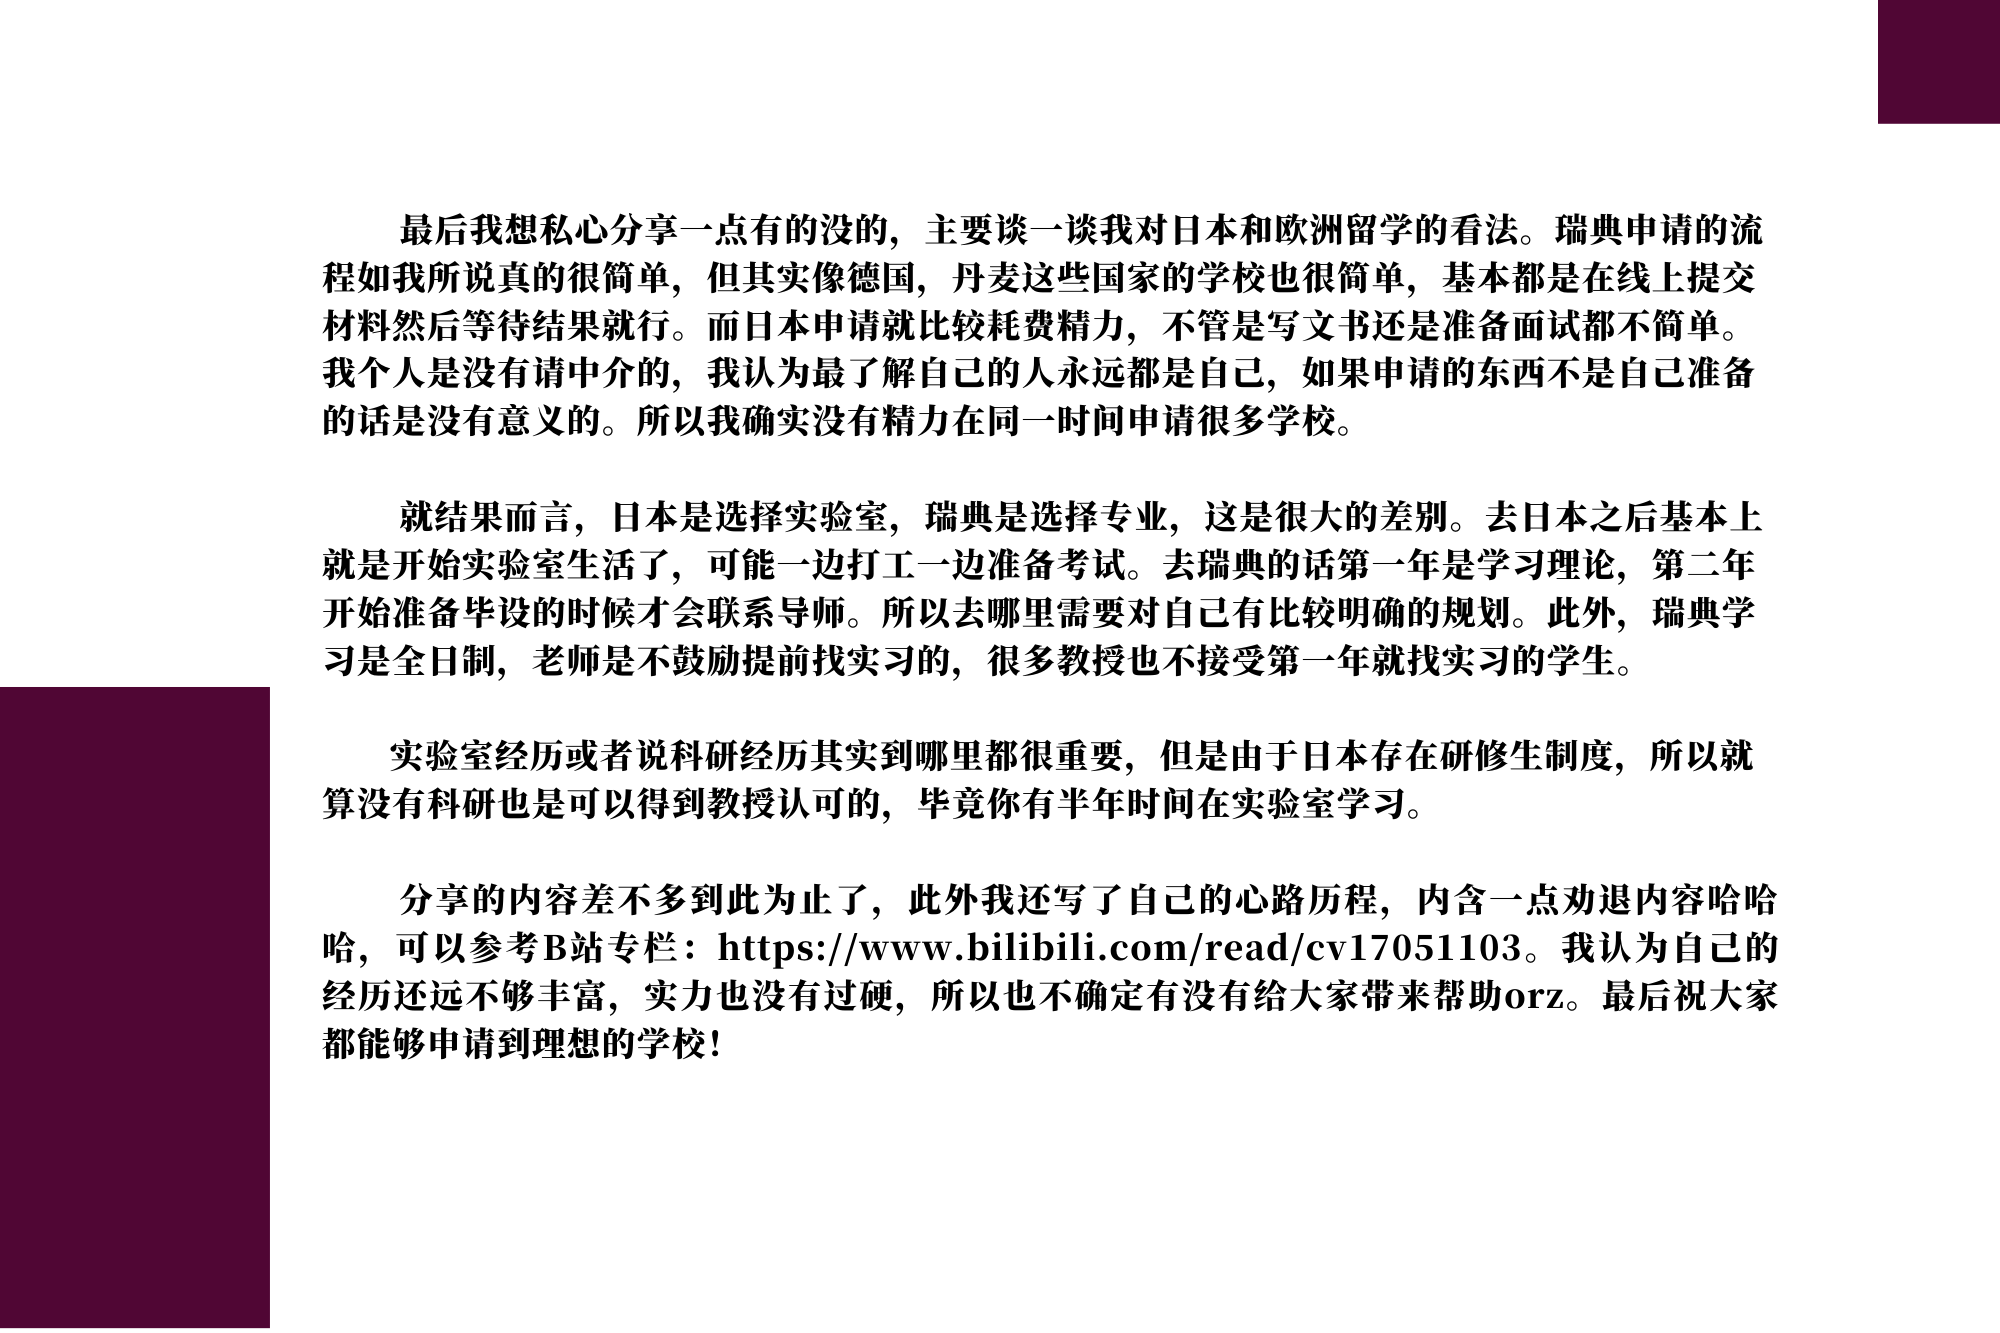 最后我想私心分享一点有的没的，主要谈一谈我对日本和欧洲留学的看法。瑞典申请的流
程如我所说真的很简单，但其实像德国，丹麦这些国家的学校也很简单，基本都是在线上提交
材料然后等待结果就行。而日本申请就比较耗费精力，不管是写文书还是准备面试都不简单。
我个人是没有请中介的，我认为最了解自己的人永远都是自己，如果申请的东西不是自己准备
的话是没有意义的。所以我确实没有精力在同一时间申请很多学校。
就结果而言，日本是选择实验室，瑞典是选择专业，这是很大的差别。去日本之后基本上
就是开始实验室生活了，可能一边打工一边准备考试。去瑞典的话第一年是学习理论，第二年
开始准备毕设的时候才会联系导师。所以去哪里需要对自己有比较明确的规划。此外，瑞典学
习是全日制，老师是不鼓励提前找实习的，很多教授也不接受第一年就找实习的学生。
实验室经历或者说科研经历其实到哪里都很重要，但是由于日本存在研修生制度，所以就
算没有科研也是可以得到教授认可的，毕竟你有半年时间在实验室学习。
分享的内容差不多到此为止了，此外我还写了自己的心路历程，内含一点劝退内容哈哈
哈，可以参考B站专栏：https://www.bilibili.com/read/cv17051103。我认为自己的
经历还远不够丰富，实力也没有过硬，所以也不确定有没有给大家带来帮助orz。最后祝大家
都能够申请到理想的学校！